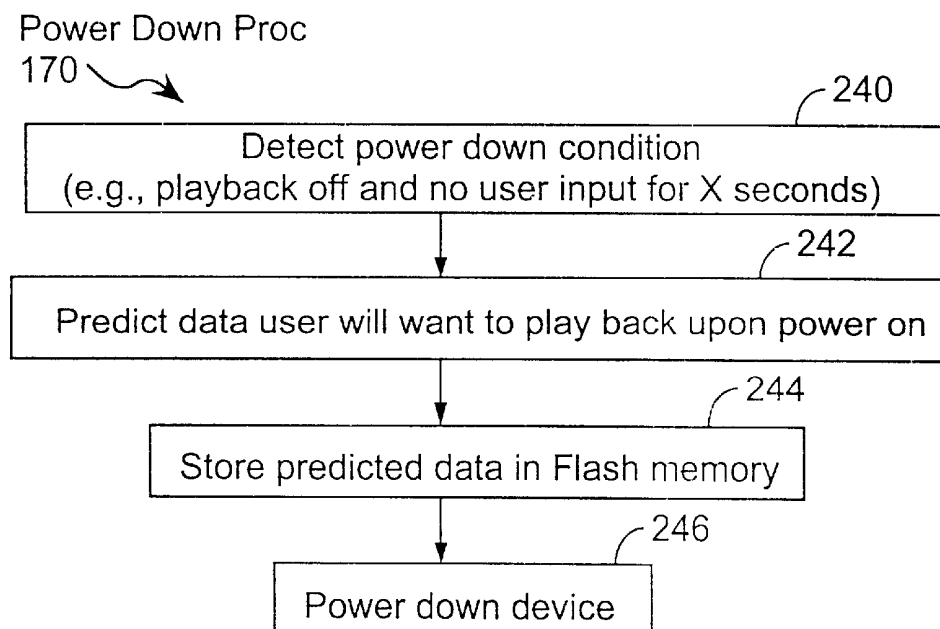 Power Down Proc
170
240
Detect power down condition
(e.g., playback off and no user input for X seconds)
242
Predict data user will want to play back upon power on
244
Store predicted data in Flash memory
246
Power down device